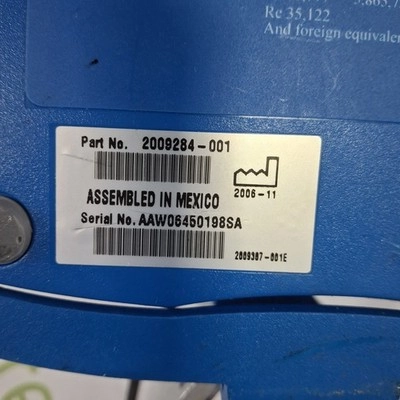 Re 35,122
And foreign equivalen
Part No. 2009284-001
2006-11
ASSEMBLED IN MEXICO
Serial No. AAW06450198SA
2009387-001E